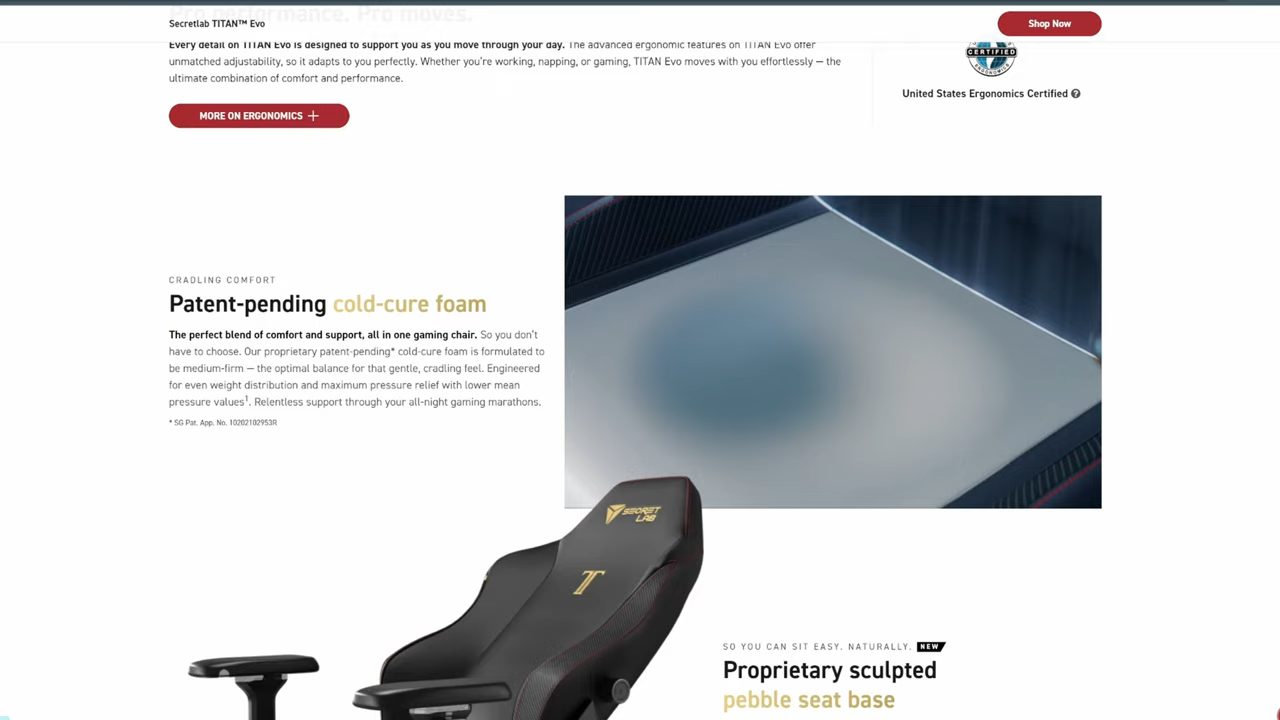 Pro performance. Pro moves.
Secretlab TITAN™ Evo
Shop Now
Every detail on TITAN Evo is designed to support you as you move through your day. The advanced ergonomic features on TITAN Evo offer
unmatched adjustability, so it adapts to you perfectly. Whether you're working, napping, or gaming, TITAN Evo moves with you effortlessly — the
ultimate combination of comfort and performance.
MORE ON ERGONOMICS +
CERTIFIED
ERGONOMICS
United States Ergonomics Certified ?
CRADLING COMFORT
Patent-pending cold-cure foam
The perfect blend of comfort and support, all in one gaming chair. So you don't
have to choose. Our proprietary patent-pending* cold-cure foam is formulated to
be medium-firm — the optimal balance for that gentle, cradling feel. Engineered
for even weight distribution and maximum pressure relief with lower mean
pressure values¹. Relentless support through your all-night gaming marathons.
* SG Pat. App. No. 10202102953R
SECRET
LAB
T
SO YOU CAN SIT EASY. NATURALLY. NEW
Proprietary sculpted
pebble seat base